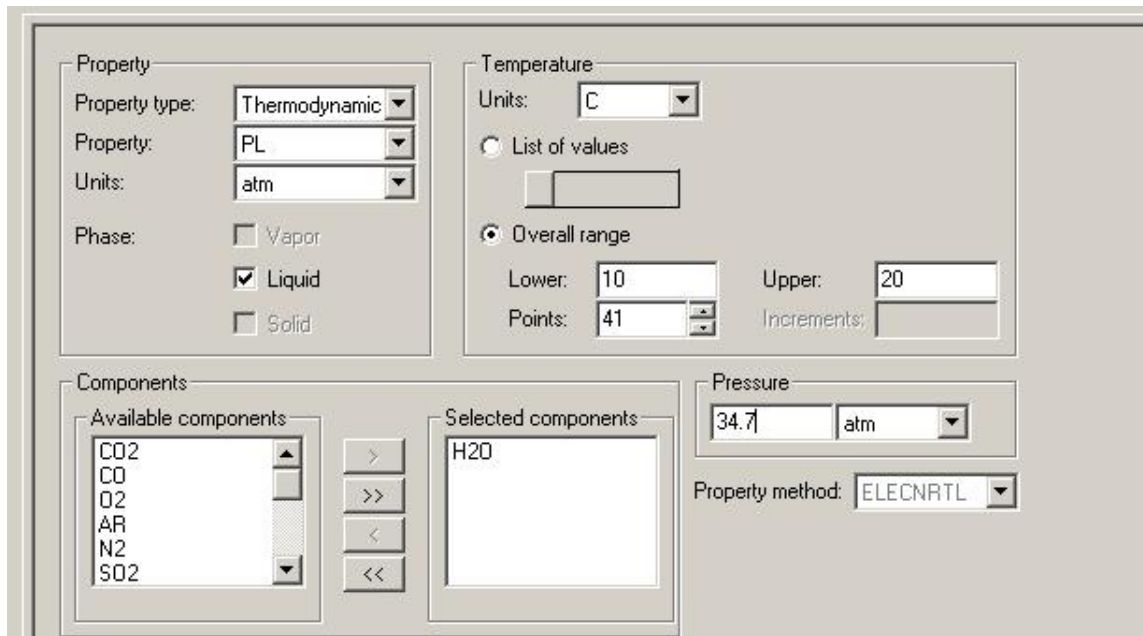 Property
Property type: Thermodynamic
Property: PL
Units: atm
Phase: Vapor
Liquid
Solid
Temperature
Units: C
List of values
Overall range
Lower: 10 Upper: 20
Points: 41 Increments:
Components
Available components
CO2
CO
O2
AR
N2
SO2
>
>>
<
<<
Selected components
H2O
Pressure
34.7 atm
Property method: ELECNRTL